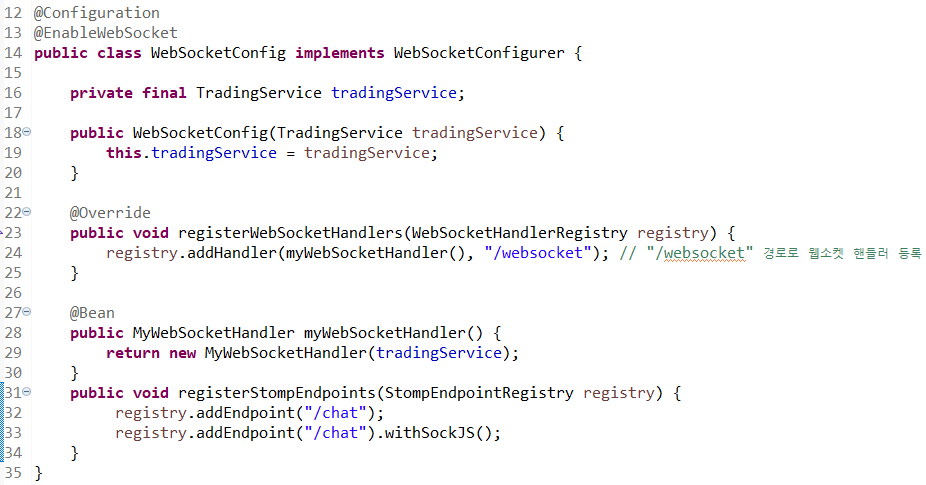 12 @Configuration
13 @EnableWebSocket
14 public class WebSocketConfig implements WebSocketConfigurer {
15
16     private final TradingService tradingService;
17
18     public WebSocketConfig(TradingService tradingService) {
19         this.tradingService = tradingService;
20     }
21
22     @Override
23     public void registerWebSocketHandlers(WebSocketHandlerRegistry registry) {
24         registry.addHandler(myWebSocketHandler(), "/websocket"); // "/websocket" 경로로 웹소켓 핸들러 등록
25     }
26
27     @Bean
28     public MyWebSocketHandler myWebSocketHandler() {
29         return new MyWebSocketHandler(tradingService);
30     }
31     public void registerStompEndpoints(StompEndpointRegistry registry) {
32          registry.addEndpoint("/chat");
33          registry.addEndpoint("/chat").withSockJS();
34     }
35 }